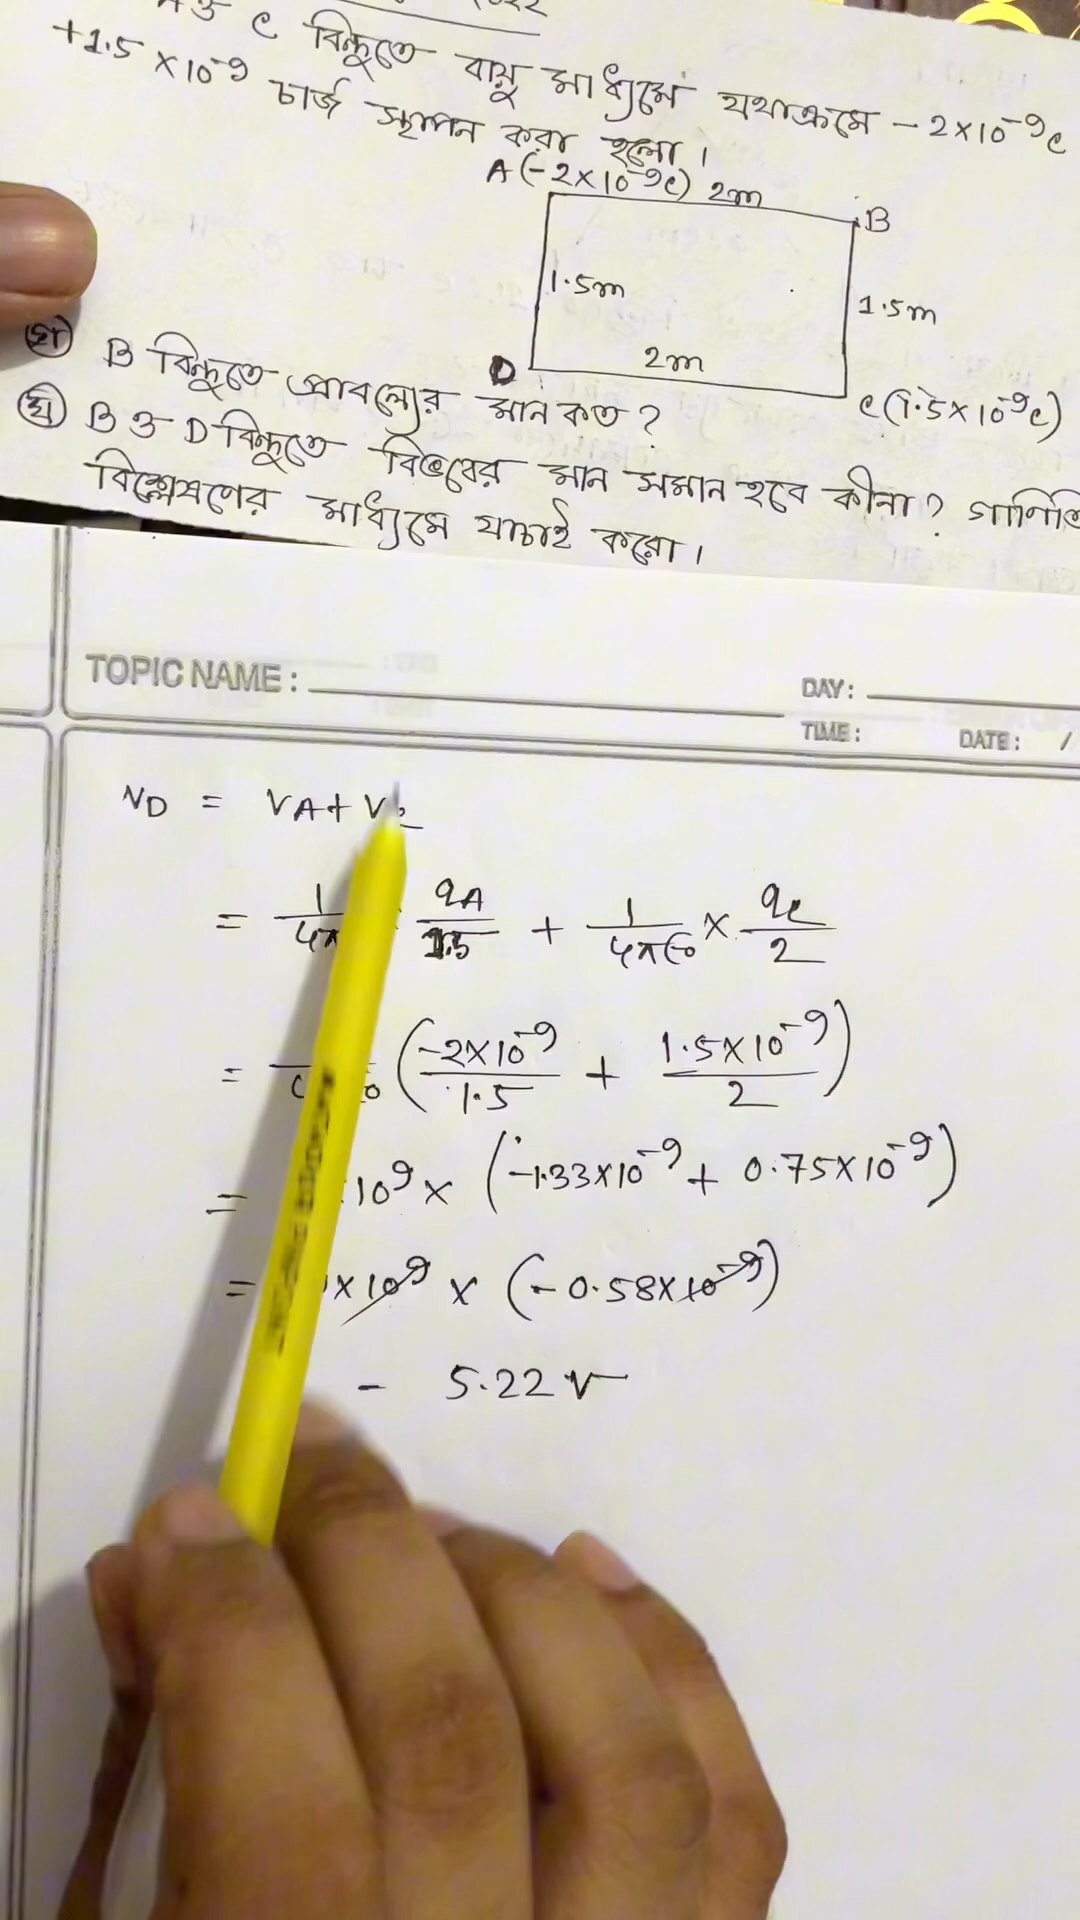 C বিন্দুতে বায়ু মাধ্যমে যথাক্রমে -2×10⁻⁹C
+1.5×10⁻⁹ চার্জ স্থাপন করা হলো।
A(-2×10⁻⁹C) 2m
B
1.5m
1.5m
2m
D
C(1.5×10⁻⁹C)
গ) B বিন্দুতে প্রাবল্যের মান কত?
ঘ) B ও D বিন্দুতে বিভবের মান সমান হবে কীনা?
বিশ্লেষণের মাধ্যমে যাচাই করো।
TOPIC NAME:
DAY:
TIME: DATE: /
VD = VA+
= qA/1.5 + 1/4π∈0 × qC/2
= (-2×10⁻⁹/1.5 + 1.5×10⁻⁹/2)
= 10⁹ × (-1.33×10⁻⁹ + 0.75×10⁻⁹)
= ×10⁹ × (-0.58×10⁻⁹)
- 5.22 V